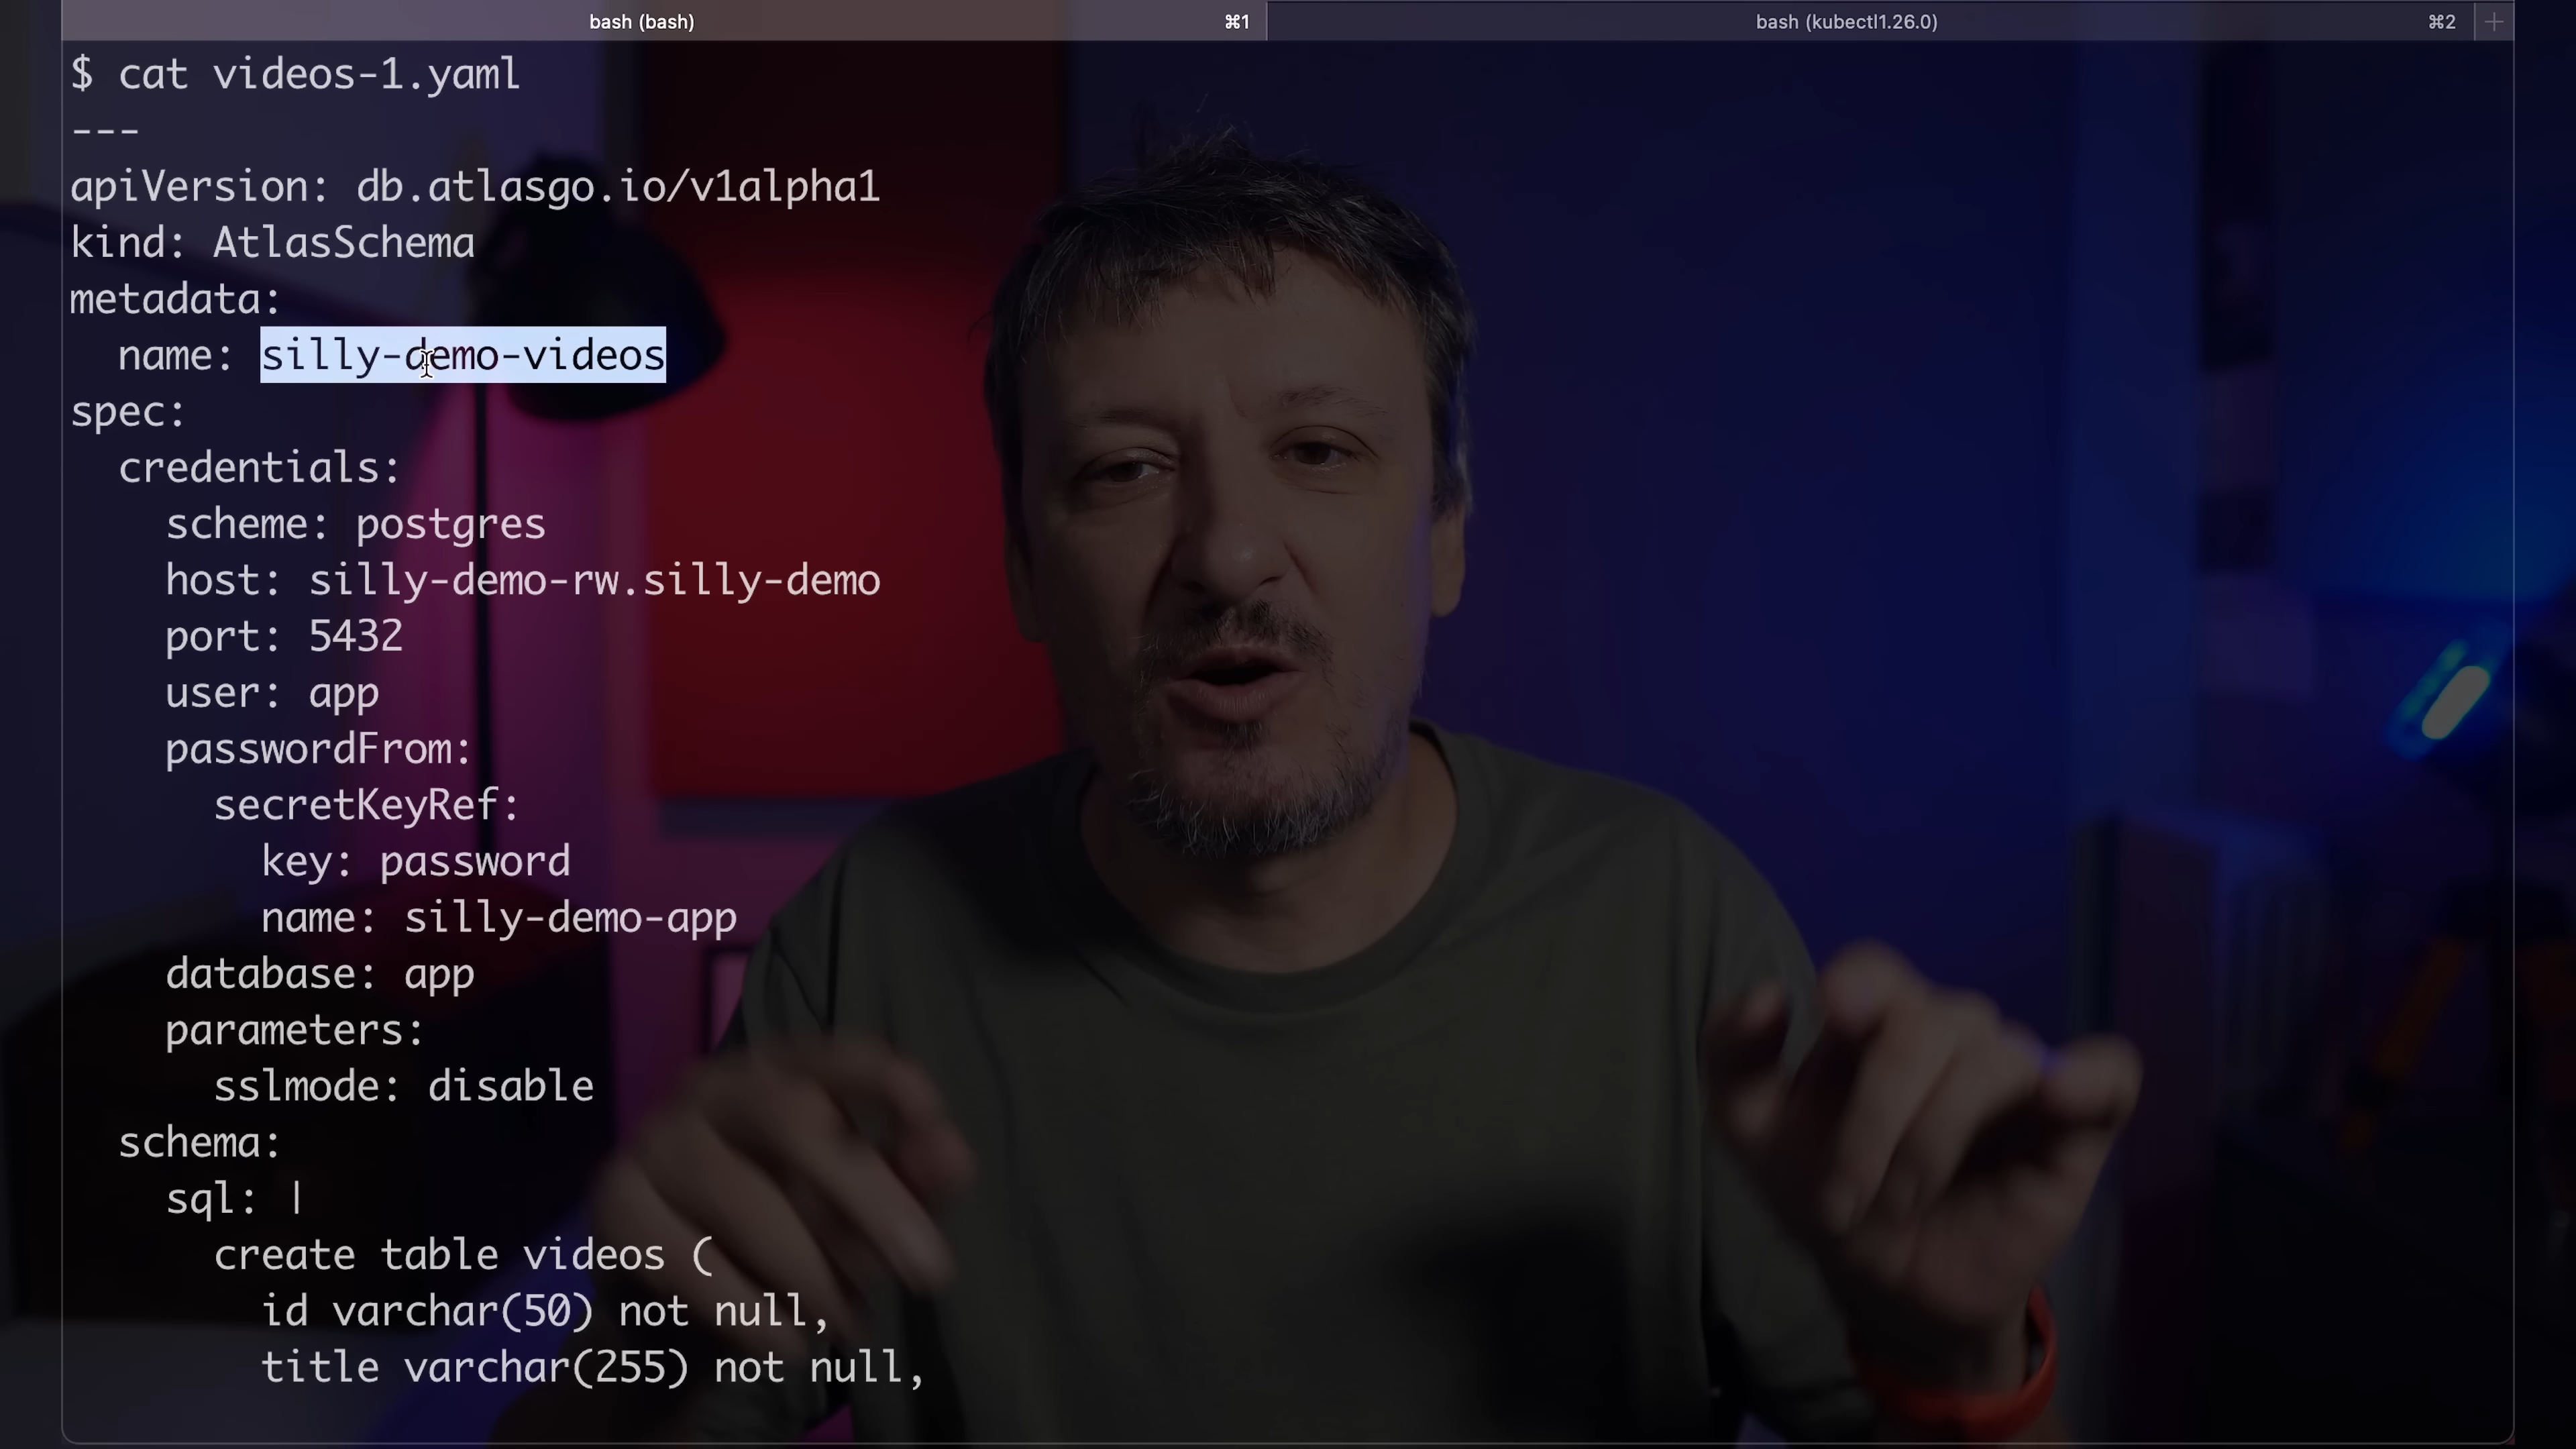 bash (bash) ⌘1 bash (kubectl1.26.0) ⌘2 +
$ cat videos-1.yaml
---
apiVersion: db.atlasgo.io/v1alpha1
kind: AtlasSchema
metadata:
  name: silly-demo-videos
spec:
  credentials:
    scheme: postgres
    host: silly-demo-rw.silly-demo
    port: 5432
    user: app
    passwordFrom:
      secretKeyRef:
        key: password
        name: silly-demo-app
    database: app
    parameters:
      sslmode: disable
  schema:
    sql: |
      create table videos (
        id varchar(50) not null,
        title varchar(255) not null,